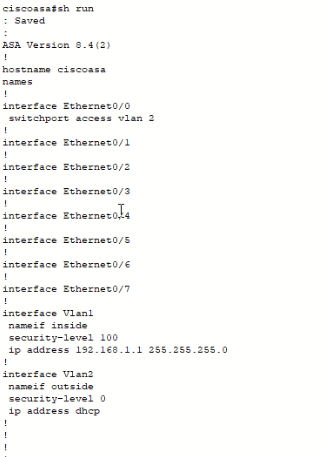 ciscoasa#sh run
: Saved
:
ASA Version 8.4(2)
!
hostname ciscoasa
names
!
interface Ethernet0/0
switchport access vlan 2
!
interface Ethernet0/1
!
interface Ethernet0/2
!
interface Ethernet0/3
!
interface Ethernet0/4
!
interface Ethernet0/5
!
interface Ethernet0/6
!
interface Ethernet0/7
!
interface Vlan1
nameif inside
security-level 100
ip address 192.168.1.1 255.255.255.0
!
interface Vlan2
nameif outside
security-level 0
ip address dhcp
!
!
!
!